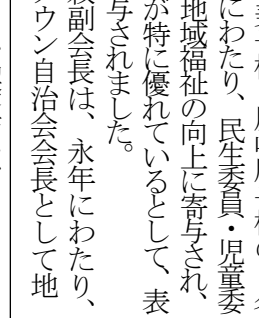 にわたり、民生委員・児童委
地域福祉の向上に寄与され、
が特に優れているとして、表
与されました。
副会長は、永年にわたり、
タウン自治会会長として地